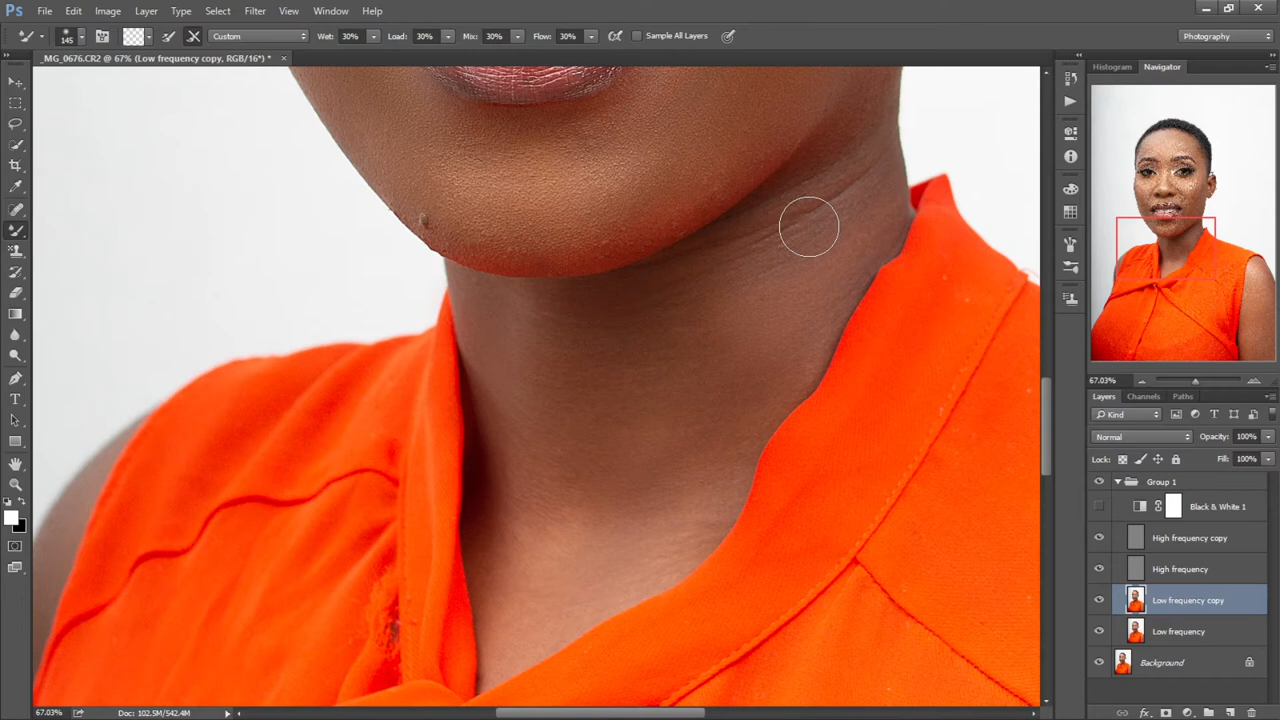 Ps File Edit Image Layer Type Select Filter View Window Help
145 Custom Wet: 30% Load: 30% Mix: 30% Flow: 30% Sample All Layers Photography
_MG_0676.CR2 @ 67% (Low frequency copy, RGB/16*) * ×
Histogram Navigator
67.03%
Layers Channels Paths
Kind
Normal Opacity: 100%
Lock: Fill: 100%
Group 1
Black & White 1
High frequency copy
High frequency
Low frequency copy
Low frequency
Background
67.03% Doc: 102.5M/542.4M
fx